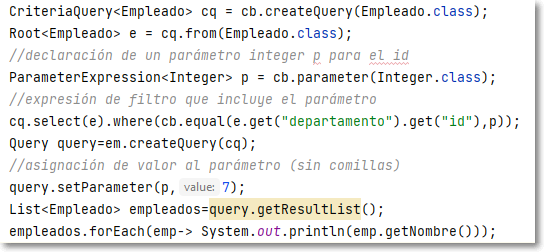 CriteriaQuery<Empleado> cq = cb.createQuery(Empleado.class);
Root<Empleado> e = cq.from(Empleado.class);
//declaración de un parámetro integer p para el id
ParameterExpression<Integer> p = cb.parameter(Integer.class);
//expresión de filtro que incluye el parámetro
cq.select(e).where(cb.equal(e.get("departamento").get("id"),p));
Query query=em.createQuery(cq);
//asignación de valor al parámetro (sin comillas)
query.setParameter(p, value: 7);
List<Empleado> empleados=query.getResultList();
empleados.forEach(emp-> System.out.println(emp.getNombre()));